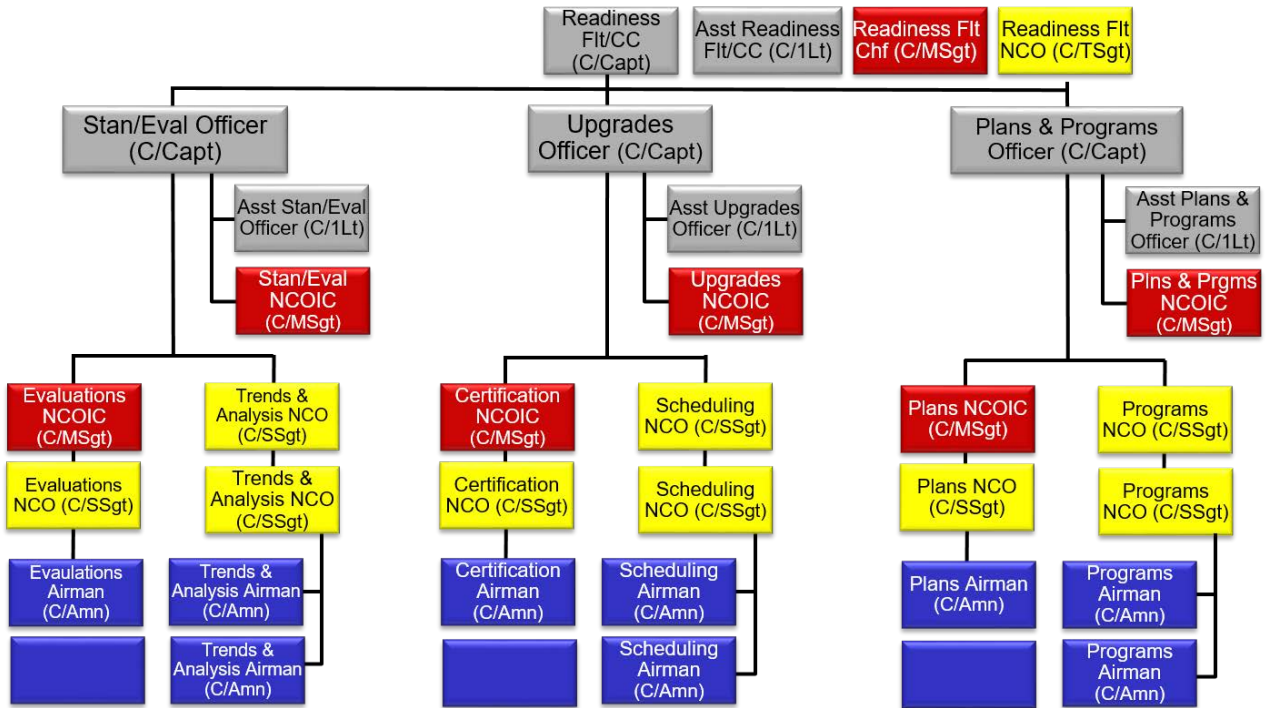 Readiness
Flt/CC
(C/Capt)
Asst Readiness
Flt/CC (C/1Lt)
Readiness Flt
Chf (C/MSgt)
Readiness Flt
NCO (C/TSgt)
Stan/Eval Officer
(C/Capt)
Upgrades
Officer (C/Capt)
Plans & Programs
Officer (C/Capt)
Asst Stan/Eval
Officer (C/1Lt)
Asst Upgrades
Officer (C/1Lt)
Asst Plans &
Programs
Officer (C/1Lt)
Stan/Eval
NCOIC
(C/MSgt)
Upgrades
NCOIC
(C/MSgt)
Plns & Prgms
NCOIC
(C/MSgt)
Evaluations
NCOIC
(C/MSgt)
Trends &
Analysis NCO
(C/SSgt)
Certification
NCOIC
(C/MSgt)
Scheduling
NCO (C/SSgt)
Plans NCOIC
(C/MSgt)
Programs
NCO (C/SSgt)
Evaluations
NCO (C/SSgt)
Trends &
Analysis NCO
(C/SSgt)
Certification
NCO (C/SSgt)
Scheduling
NCO (C/SSgt)
Plans NCO
(C/SSgt)
Programs
NCO (C/SSgt)
Evaulations
Airman
(C/Amn)
Trends &
Analysis Airman
(C/Amn)
Certification
Airman
(C/Amn)
Scheduling
Airman
(C/Amn)
Plans Airman
(C/Amn)
Programs
Airman
(C/Amn)
Trends &
Analysis Airman
(C/Amn)
Scheduling
Airman
(C/Amn)
Programs
Airman
(C/Amn)